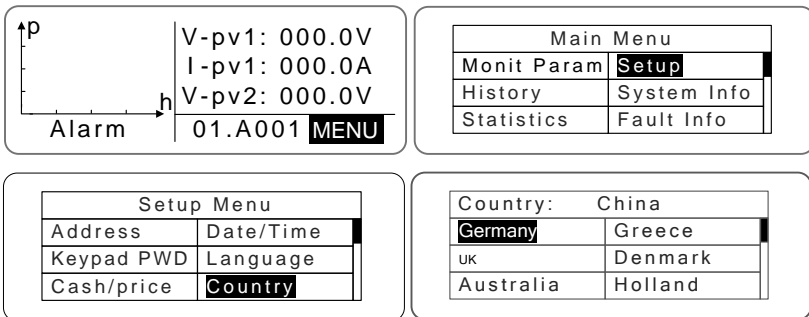 p
V-pv1: 000.0V
I-pv1: 000.0A
V-pv2: 000.0V
h
Alarm 01.A001 MENU
Main Menu
Monit Param Setup
History System Info
Statistics Fault Info
Setup Menu
Address Date/Time
Keypad PWD Language
Cash/price Country
Country: China
Germany Greece
UK Denmark
Australia Holland